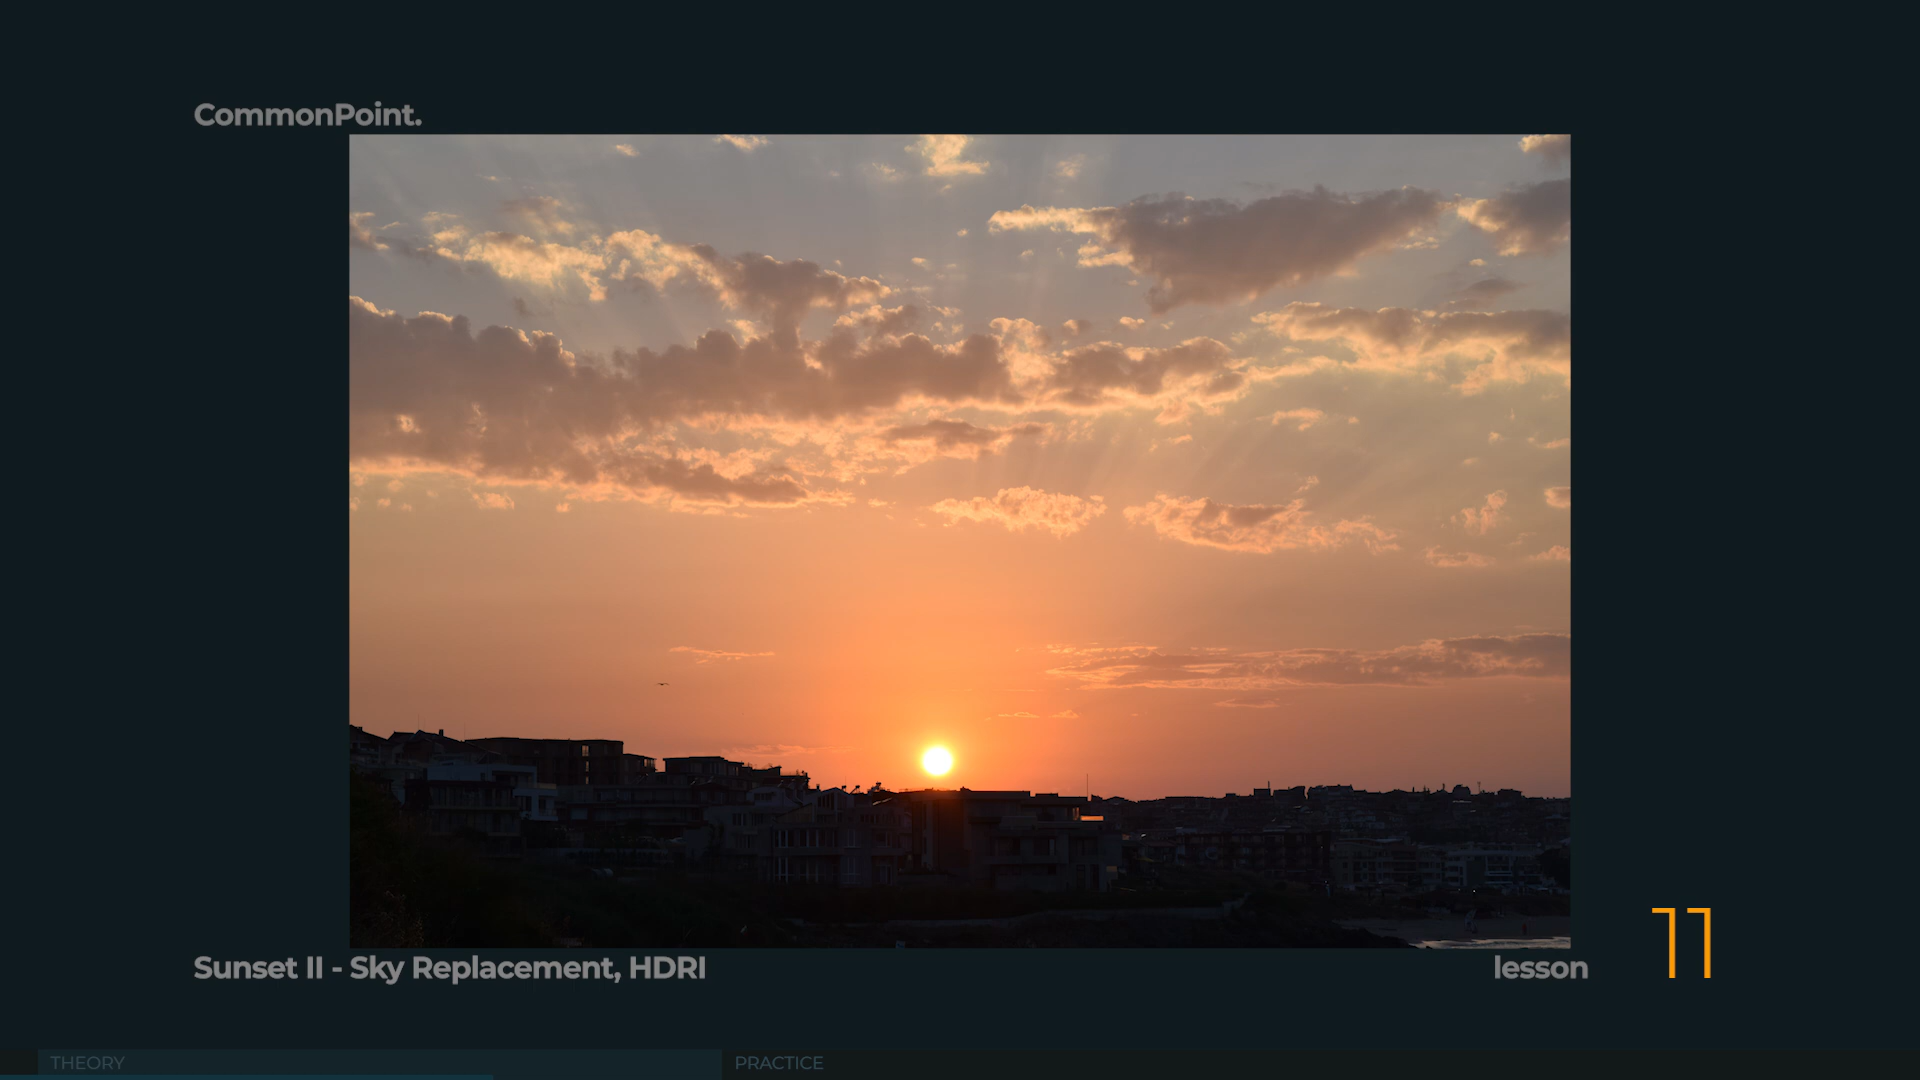 CommonPoint.
Sunset II - Sky Replacement, HDRI
lesson 11
THEORY
PRACTICE